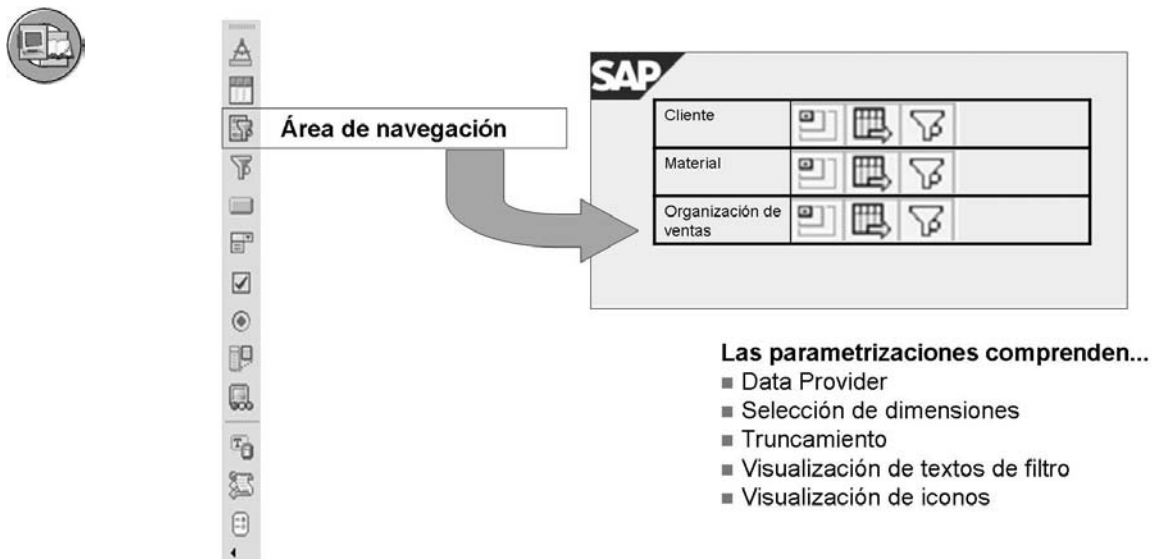 Área de navegación
SAP
Cliente
Material
Organización de
ventas
Las parametrizaciones comprenden...
■ Data Provider
■ Selección de dimensiones
■ Truncamiento
■ Visualización de textos de filtro
■ Visualización de iconos